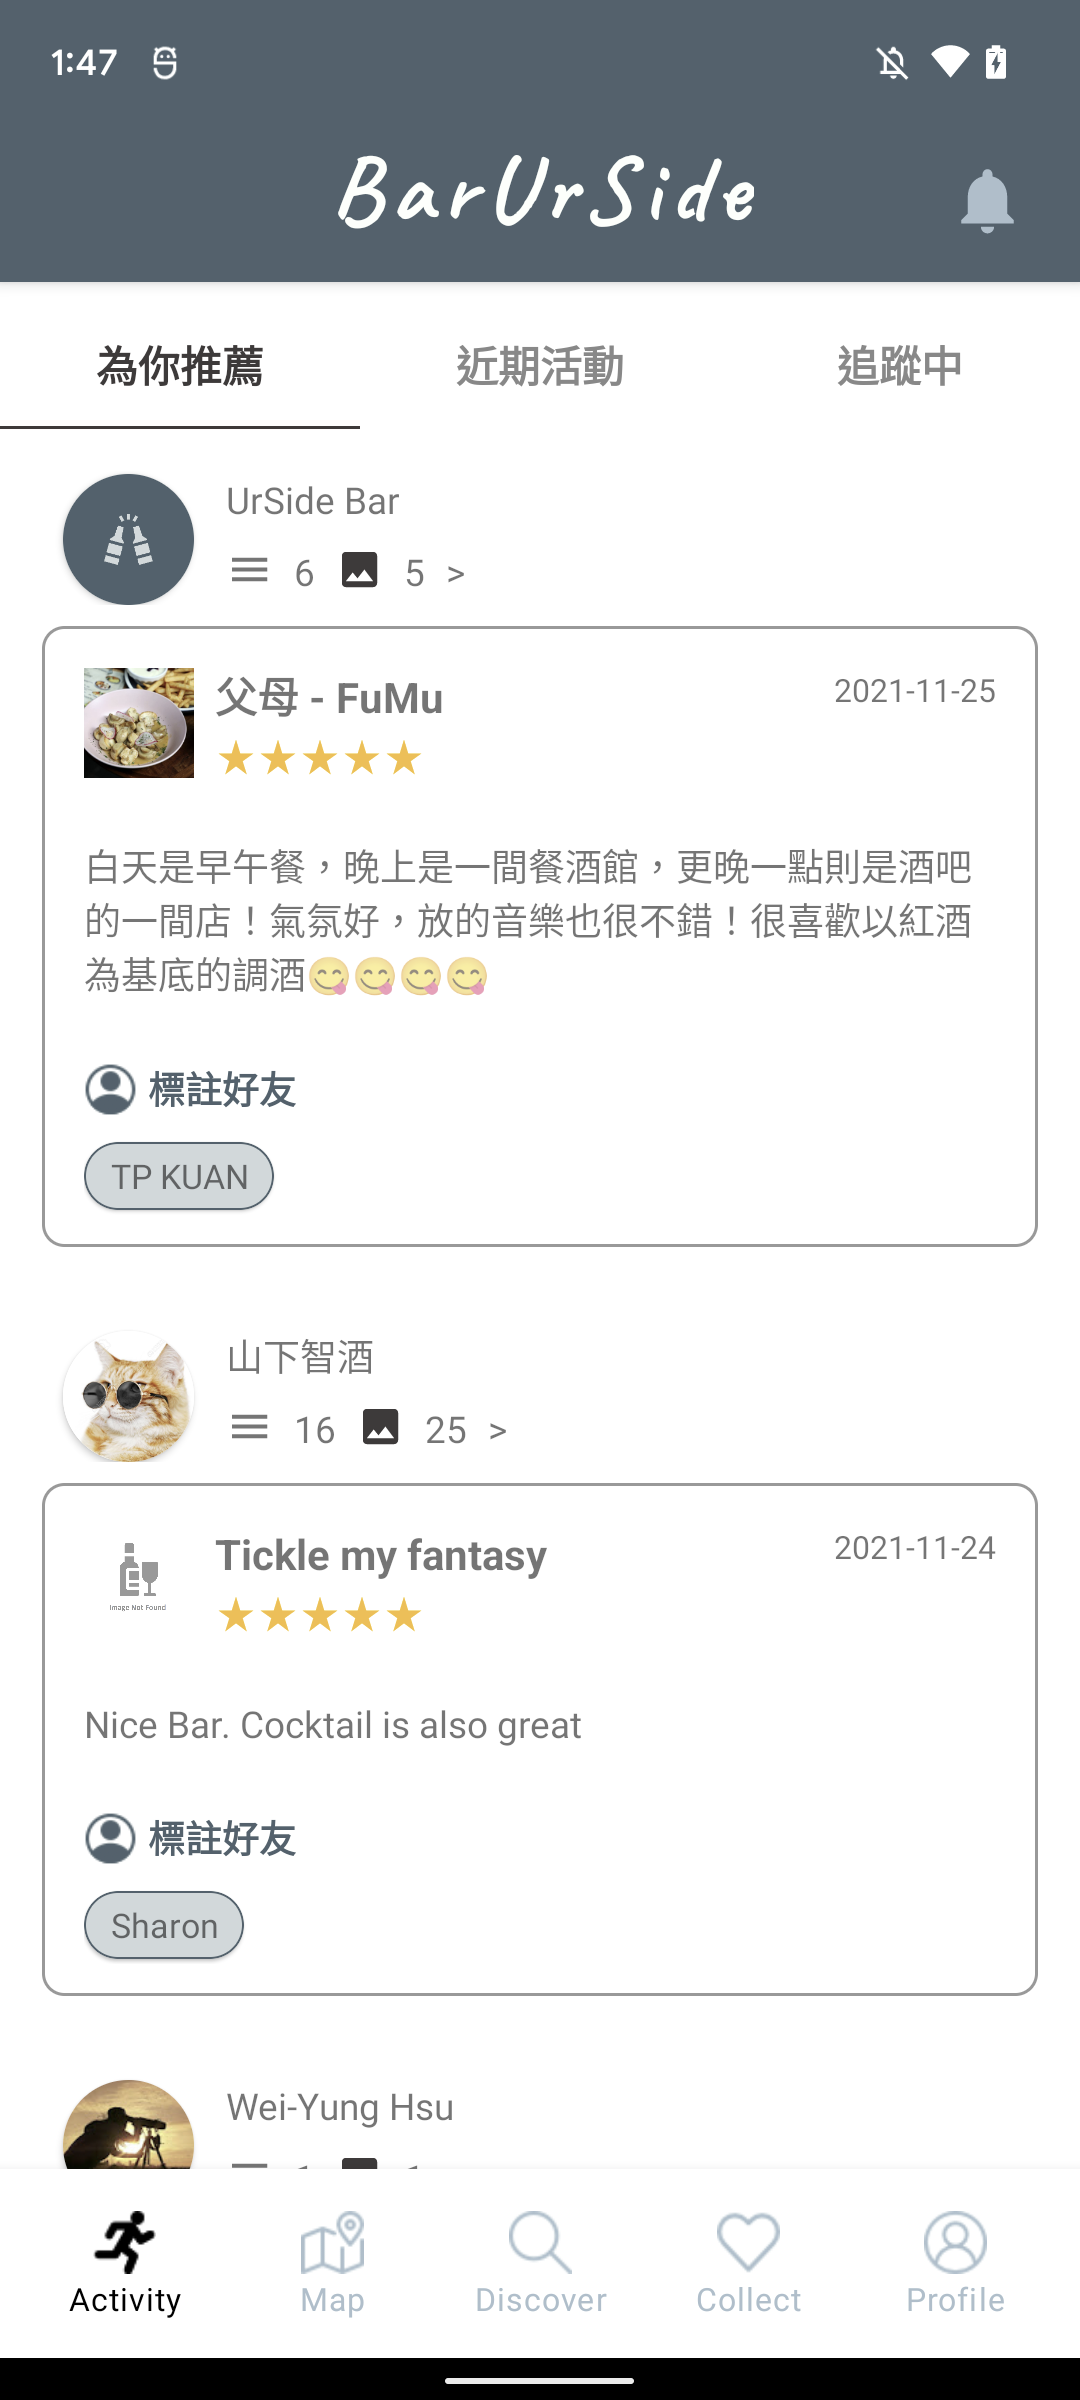 1:47
BarUrSide
為你推薦 近期活動 追蹤中
UrSide Bar
6 5 >
父母 - FuMu 2021-11-25
★★★★★
白天是早午餐，晚上是一間餐酒館，更晚一點則是酒吧
的一間店！氣氛好，放的音樂也很不錯！很喜歡以紅酒
為基底的調酒😋😋😋😋
標註好友
TP KUAN
山下智酒
16 25 >
Tickle my fantasy 2021-11-24
★★★★★
Image Not Found
Nice Bar. Cocktail is also great
標註好友
Sharon
Wei-Yung Hsu
Activity Map Discover Collect Profile